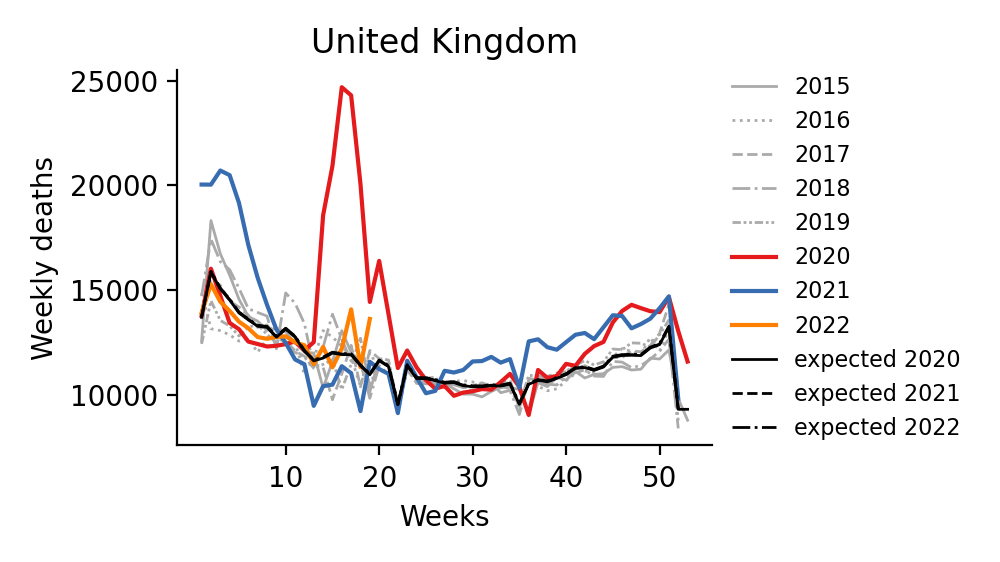 United Kingdom
25000
20000
15000
10000
Weekly deaths
10 20 30 40 50
Weeks
2015
2016
2017
2018
2019
2020
2021
2022
expected 2020
expected 2021
expected 2022